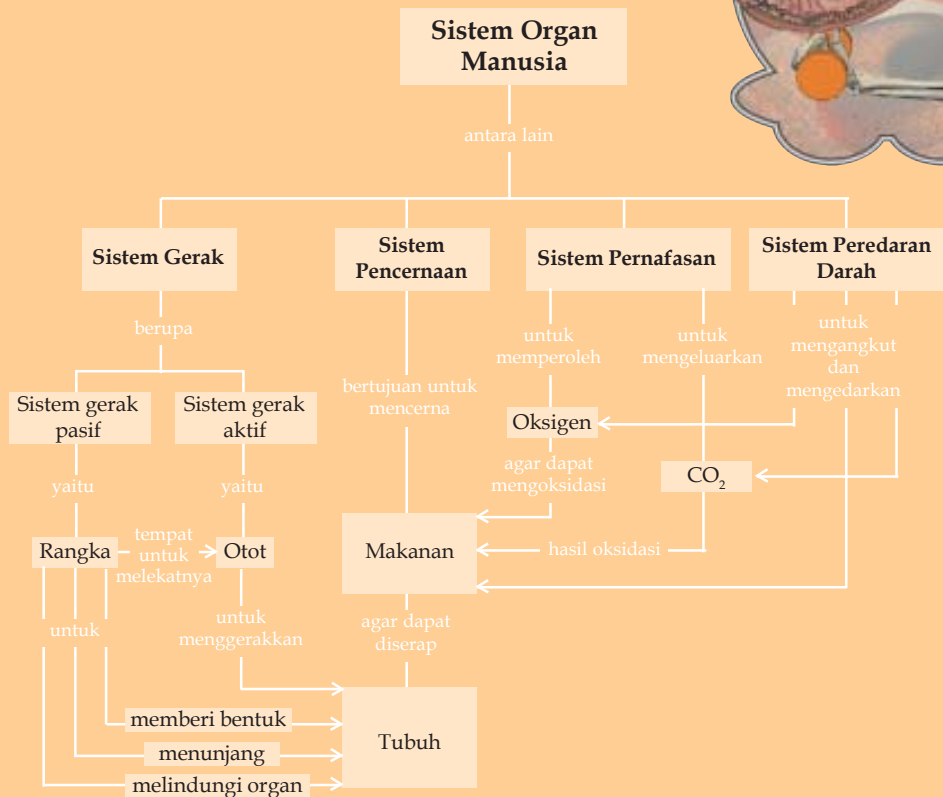 Sistem Organ
Manusia
antara lain
Sistem Gerak
Sistem
Pencernaan
Sistem Pernafasan
Sistem Peredaran
Darah
berupa
untuk
memperoleh
untuk
mengeluarkan
untuk
mengangkut
dan
mengedarkan
Sistem gerak
pasif
Sistem gerak
aktif
bertujuan untuk
mencerna
Oksigen
yaitu
yaitu
agar dapat
mengoksidasi
CO₂
Rangka
tempat
untuk
melekatnya
Otot
Makanan
hasil oksidasi
untuk
untuk
menggerakkan
agar dapat
diserap
memberi bentuk
menunjang
melindungi organ
Tubuh